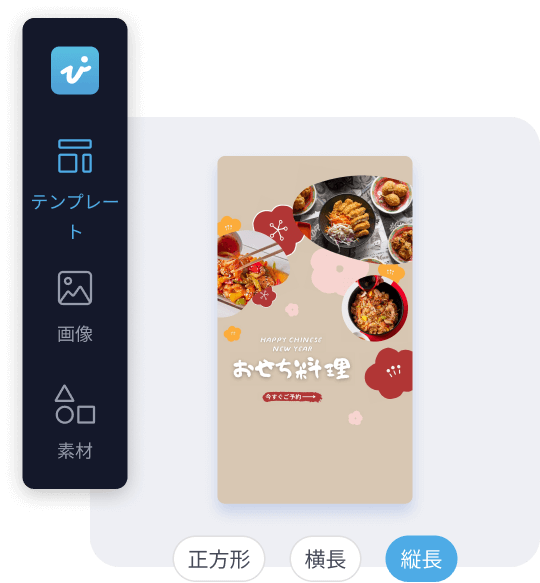 テンプレー
ト
画像
素材
HAPPY CHINESE
NEW YEAR
おせち料理
今すぐご予約
正方形
横長
縦長